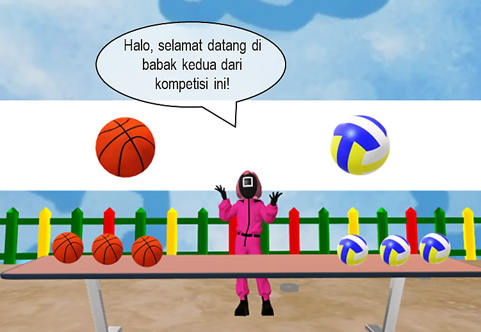 Halo, selamat datang di
babak kedua dari
kompetisi ini!